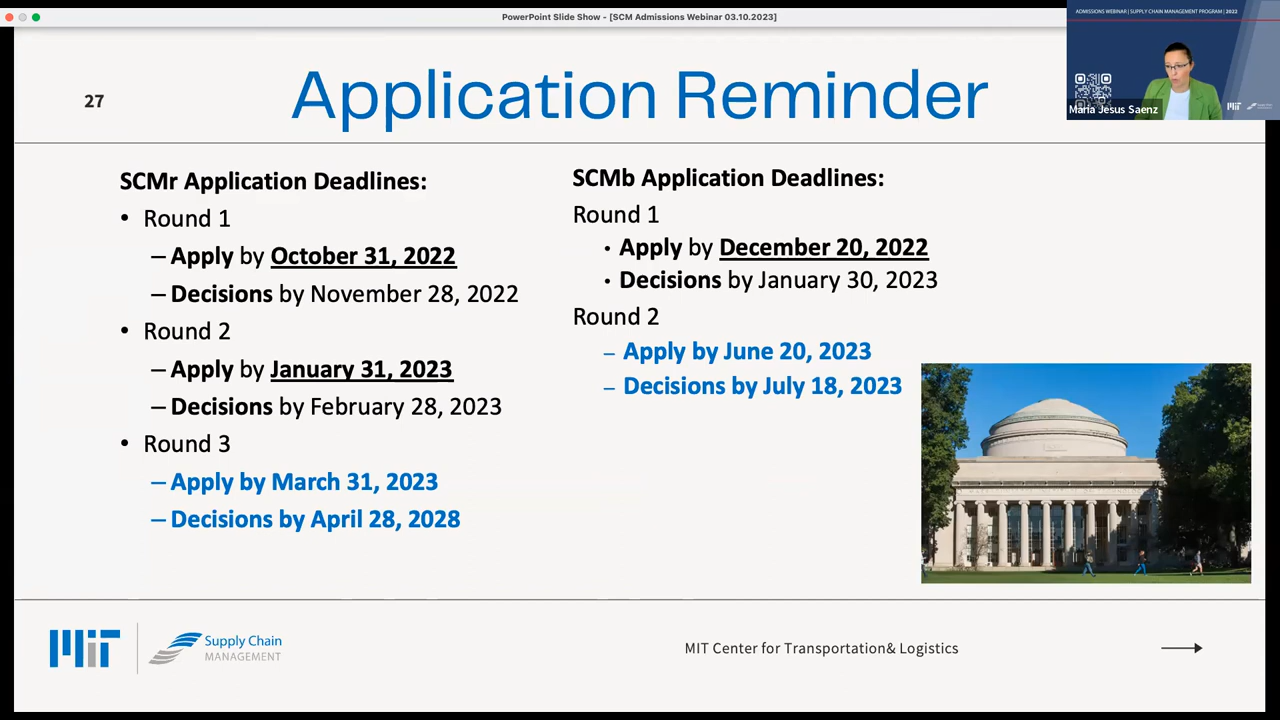 PowerPoint Slide Show - [SCM Admissions Webinar 03.10.2023]
ADMISSIONS WEBINAR | SUPPLY CHAIN MANAGEMENT PROGRAM | 2022
Maria Jesus Saenz
MIT
27
Application Reminder
SCMr Application Deadlines:
• Round 1
– Apply by October 31, 2022
– Decisions by November 28, 2022
• Round 2
– Apply by January 31, 2023
– Decisions by February 28, 2023
• Round 3
– Apply by March 31, 2023
– Decisions by April 28, 2028
SCMb Application Deadlines:
Round 1
• Apply by December 20, 2022
• Decisions by January 30, 2023
Round 2
– Apply by June 20, 2023
– Decisions by July 18, 2023
MIT
Supply Chain
MANAGEMENT
MIT Center for Transportation& Logistics